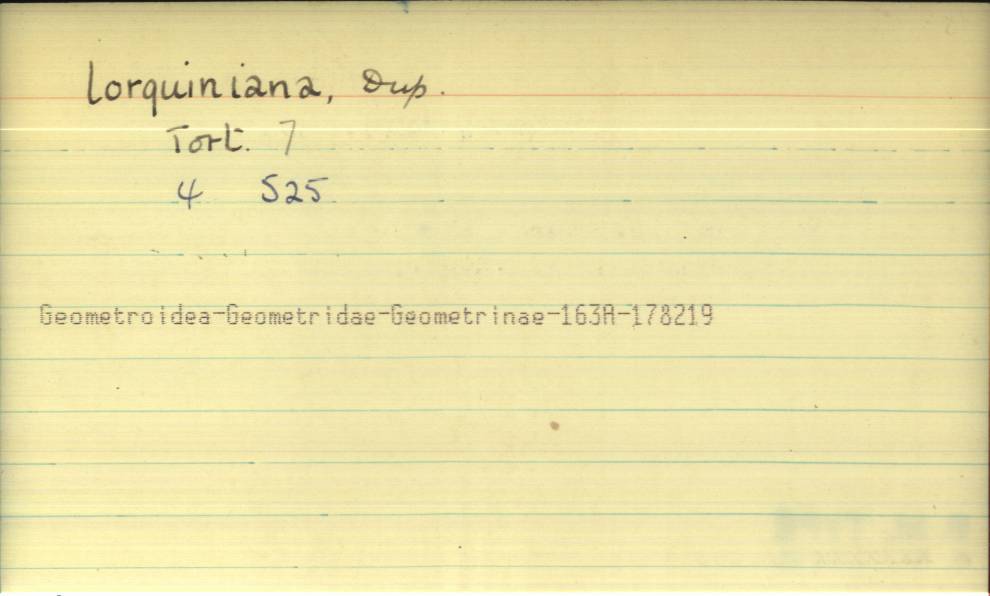 Lorquiniana, Dup.
Tort. 7
4 525
Geometroidea-Geometridae-Geometrinae-163A-178219